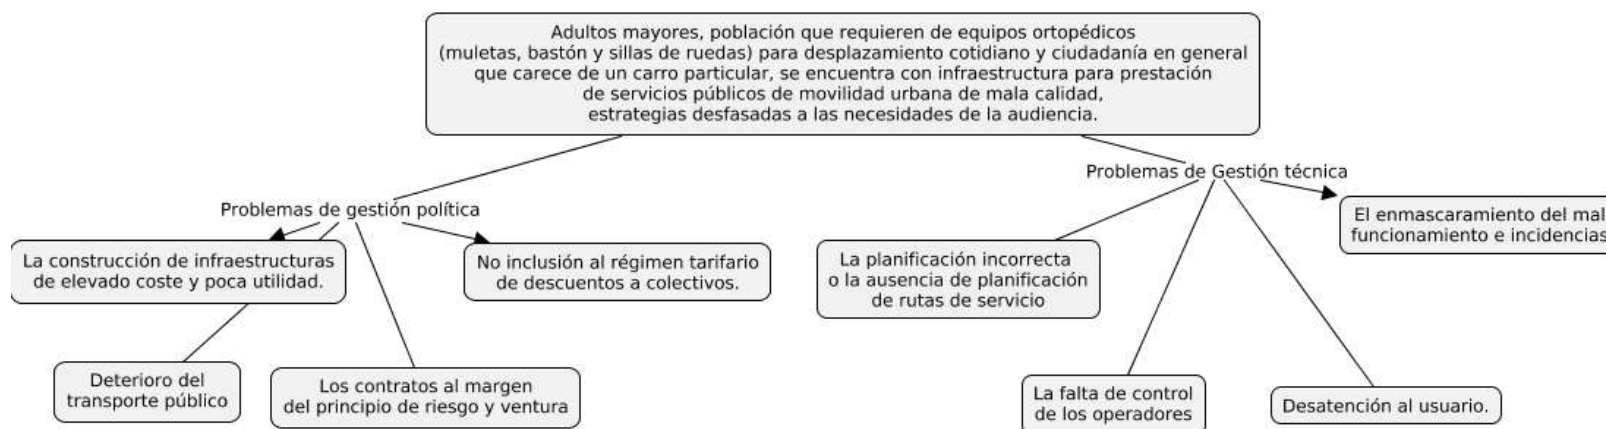 Adultos mayores, población que requieren de equipos ortopédicos
(muletas, bastón y sillas de ruedas) para desplazamiento cotidiano y ciudadanía en general
que carece de un carro particular, se encuentra con infraestructura para prestación
de servicios públicos de movilidad urbana de mala calidad,
estrategias desfasadas a las necesidades de la audiencia.
Problemas de gestión política
La construcción de infraestructuras
de elevado coste y poca utilidad.
No inclusión al régimen tarifario
de descuentos a colectivos.
Deterioro del
transporte público
Los contratos al margen
del principio de riesgo y ventura
Problemas de Gestión técnica
El enmascaramiento del mal
funcionamiento e incidencias
La planificación incorrecta
o la ausencia de planificación
de rutas de servicio
La falta de control
de los operadores
Desatención al usuario.